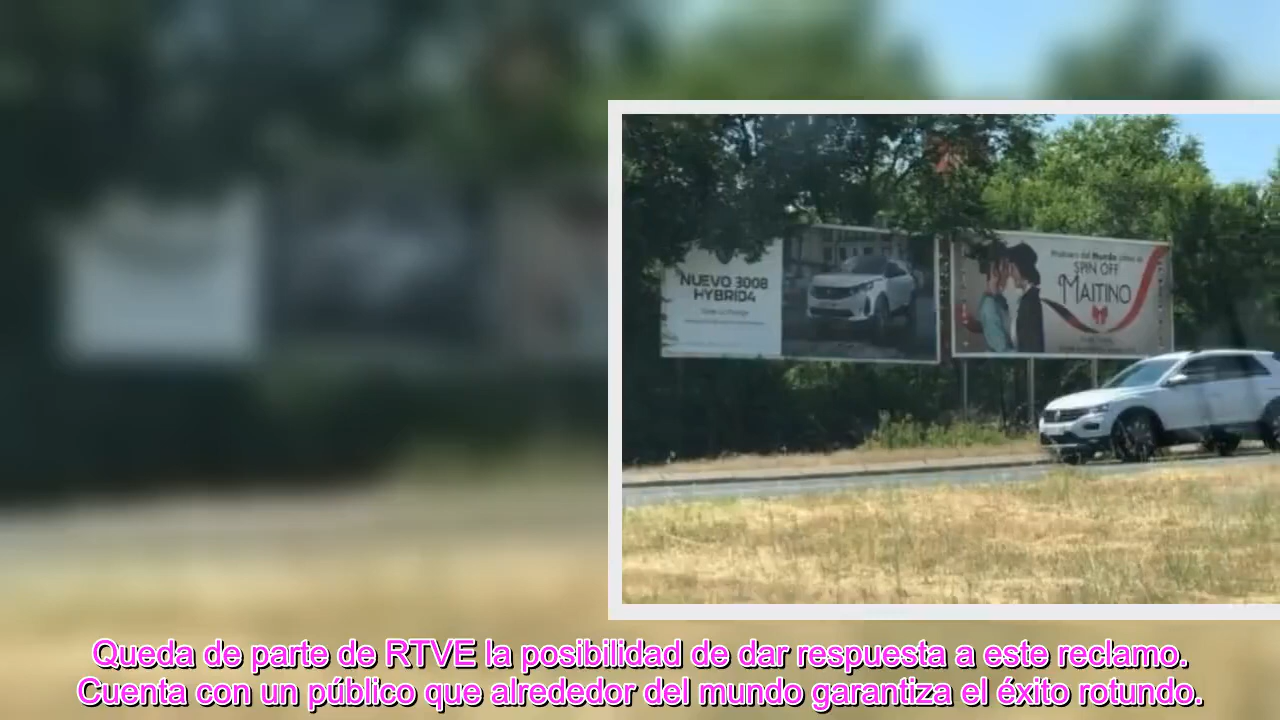 NUEVO 3008
HYBRID4
SPIN OFF
MAITINO
Queda de parte de RTVE la posibilidad de dar respuesta a este reclamo.
Cuenta con un público que alrededor del mundo garantiza el éxito rotundo.